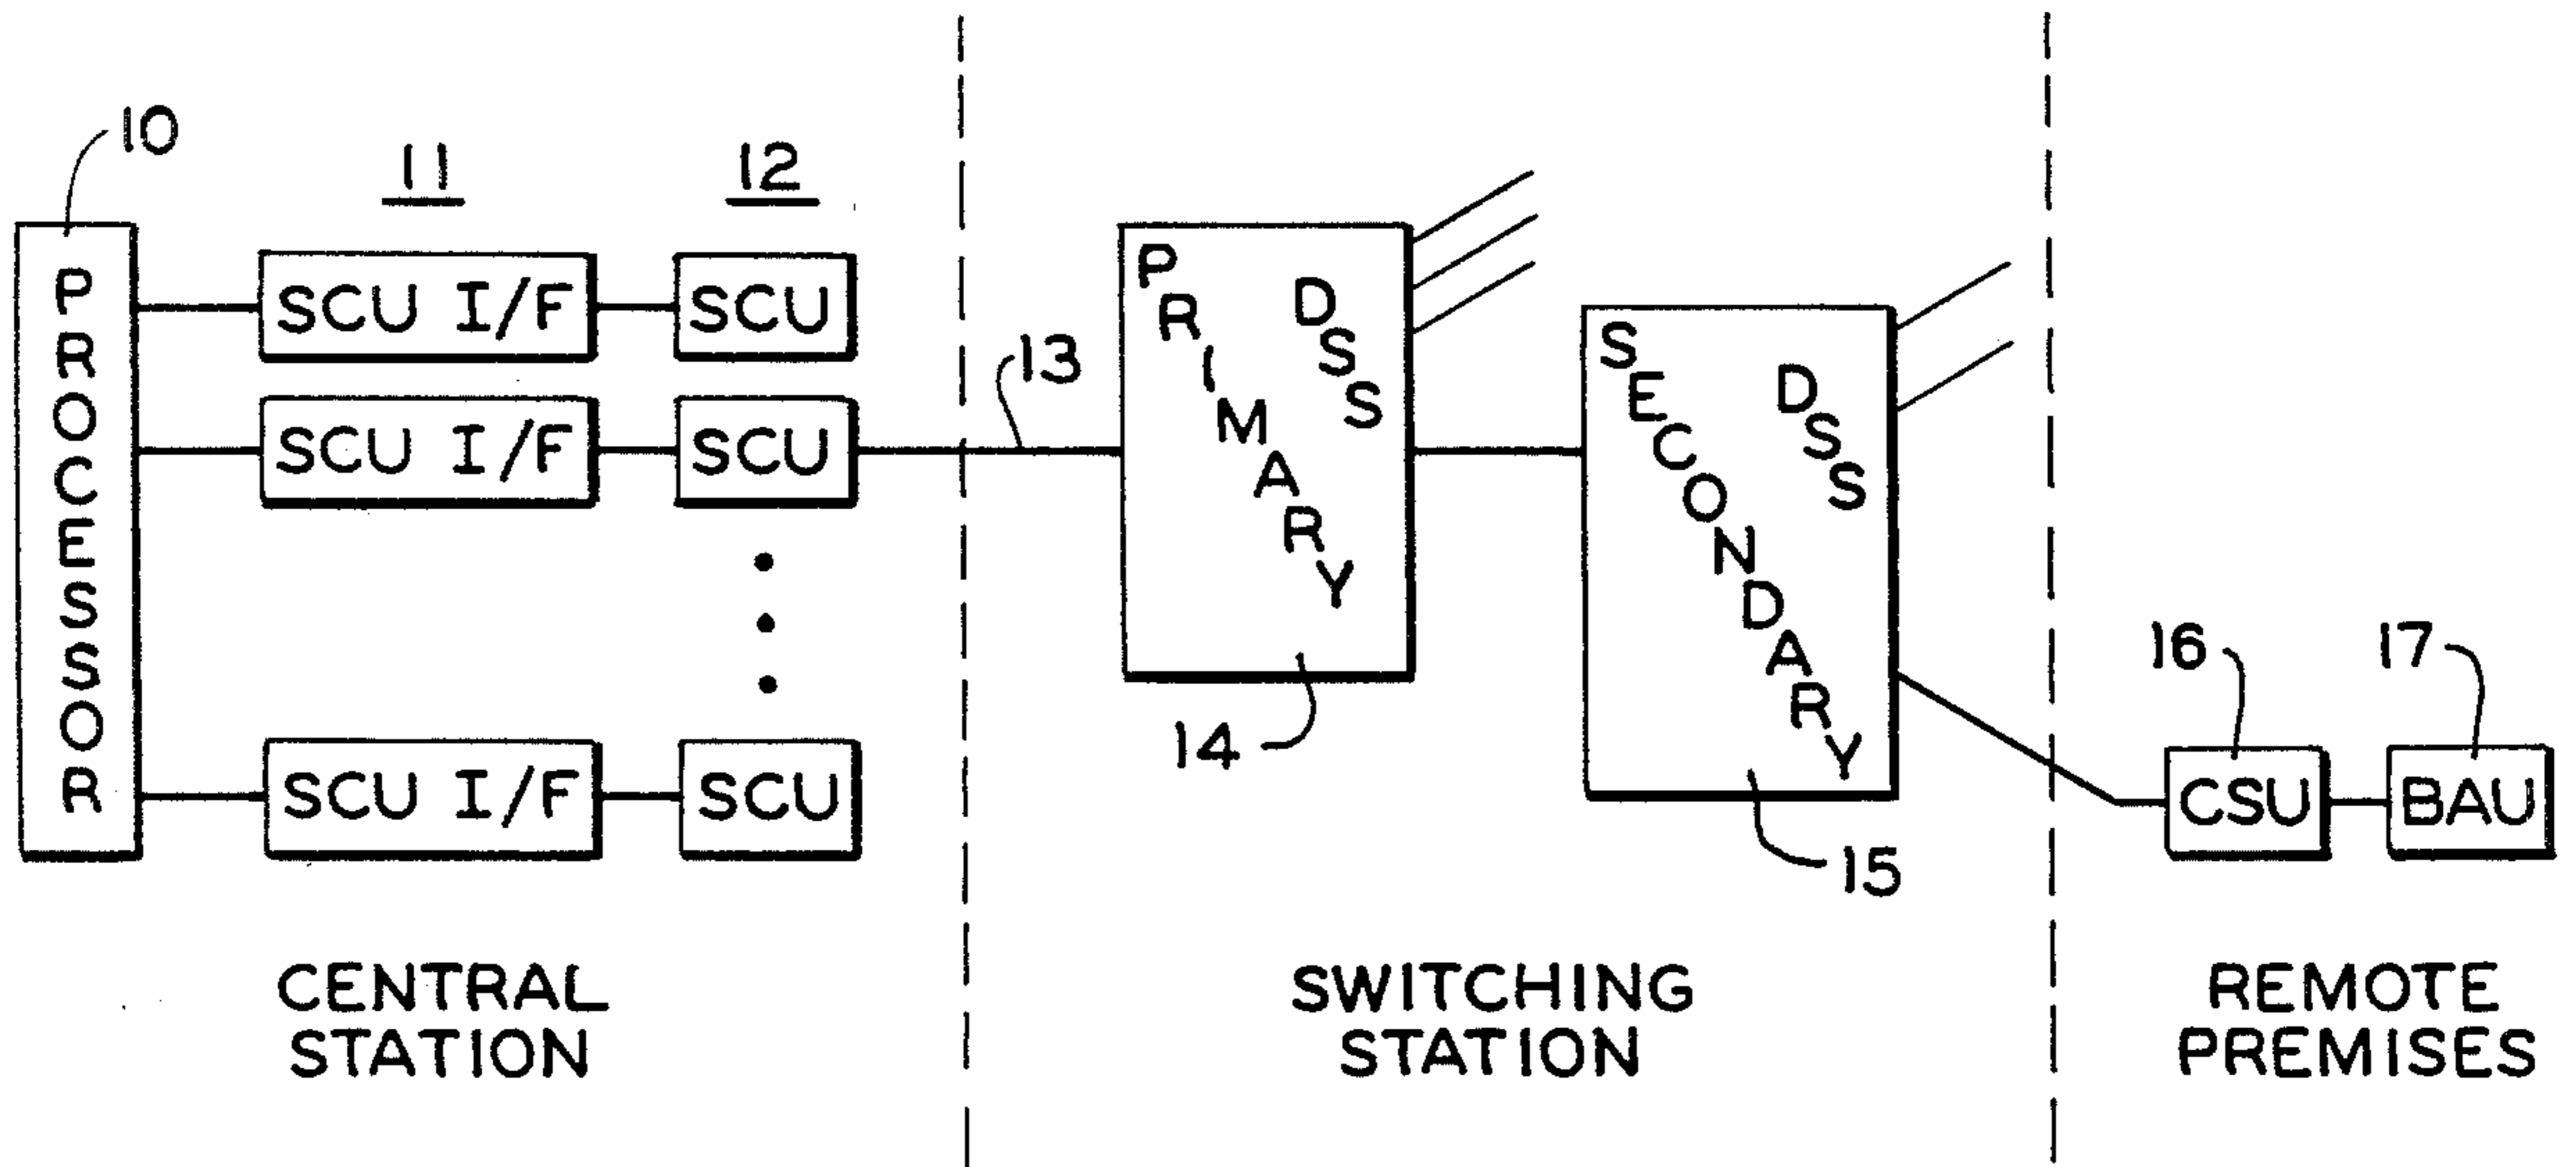 10
11
12
PROCESSOR
SCU I/F
SCU
SCU I/F
SCU
SCU I/F
SCU
13
PRIMARY
DSS
14
SECONDARY
DSS
15
16
17
CSU
BAU
CENTRAL
STATION
SWITCHING
STATION
REMOTE
PREMISES